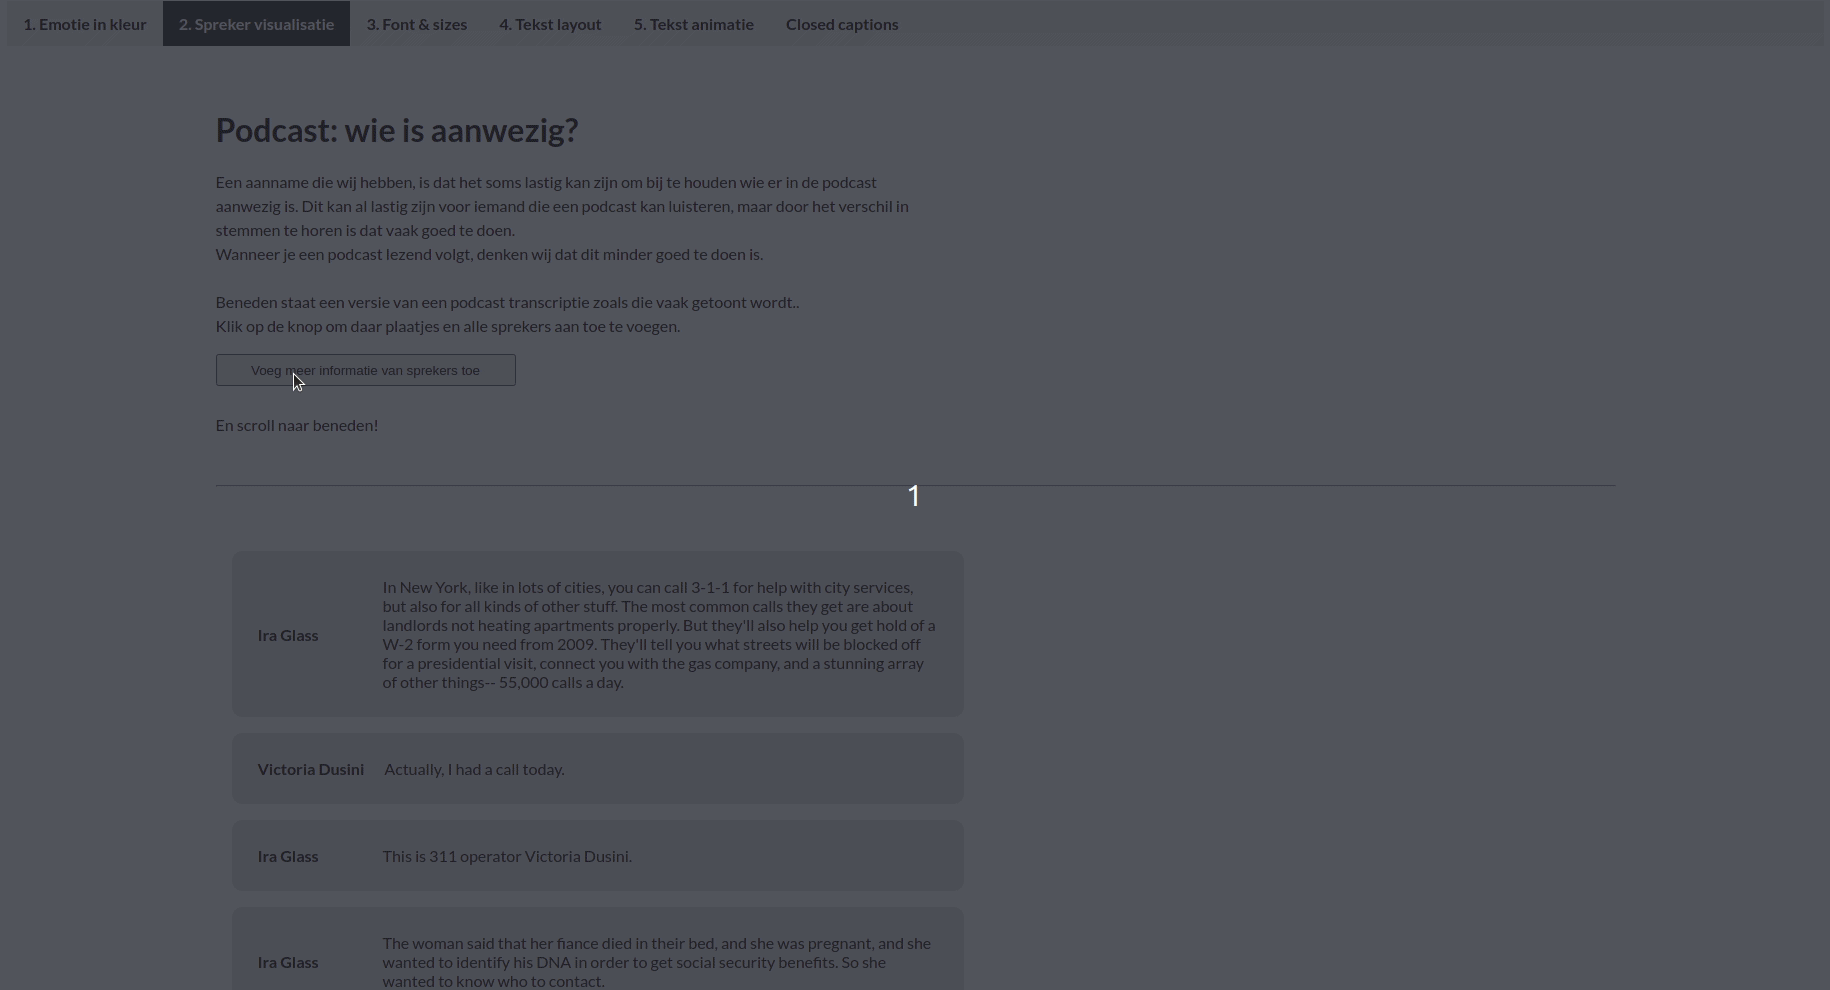 1. Emotie in kleur
2. Spreker visualisatie
3. Font & sizes
4. Tekst layout
5. Tekst animatie
Closed captions
Podcast: wie is aanwezig?
Een aanname die wij hebben, is dat het soms lastig kan zijn om bij te houden wie er in de podcast
aanwezig is. Dit kan al lastig zijn voor iemand die een podcast kan luisteren, maar door het verschil in
stemmen te horen is dat vaak goed te doen.
Wanneer je een podcast lezend volgt, denken wij dat dit minder goed te doen is.
Beneden staat een versie van een podcast transcriptie zoals die vaak getoont wordt..
Klik op de knop om daar plaatjes en alle sprekers aan toe te voegen.
Voeg meer informatie van sprekers toe
En scroll naar beneden!
1
Ira Glass
In New York, like in lots of cities, you can call 3-1-1 for help with city services,
but also for all kinds of other stuff. The most common calls they get are about
landlords not heating apartments properly. But they'll also help you get hold of a
W-2 form you need from 2009. They'll tell you what streets will be blocked off
for a presidential visit, connect you with the gas company, and a stunning array
of other things-- 55,000 calls a day.
Victoria Dusini
Actually, I had a call today.
Ira Glass
This is 311 operator Victoria Dusini.
Ira Glass
The woman said that her fiance died in their bed, and she was pregnant, and she
wanted to identify his DNA in order to get social security benefits. So she
wanted to know who to contact.